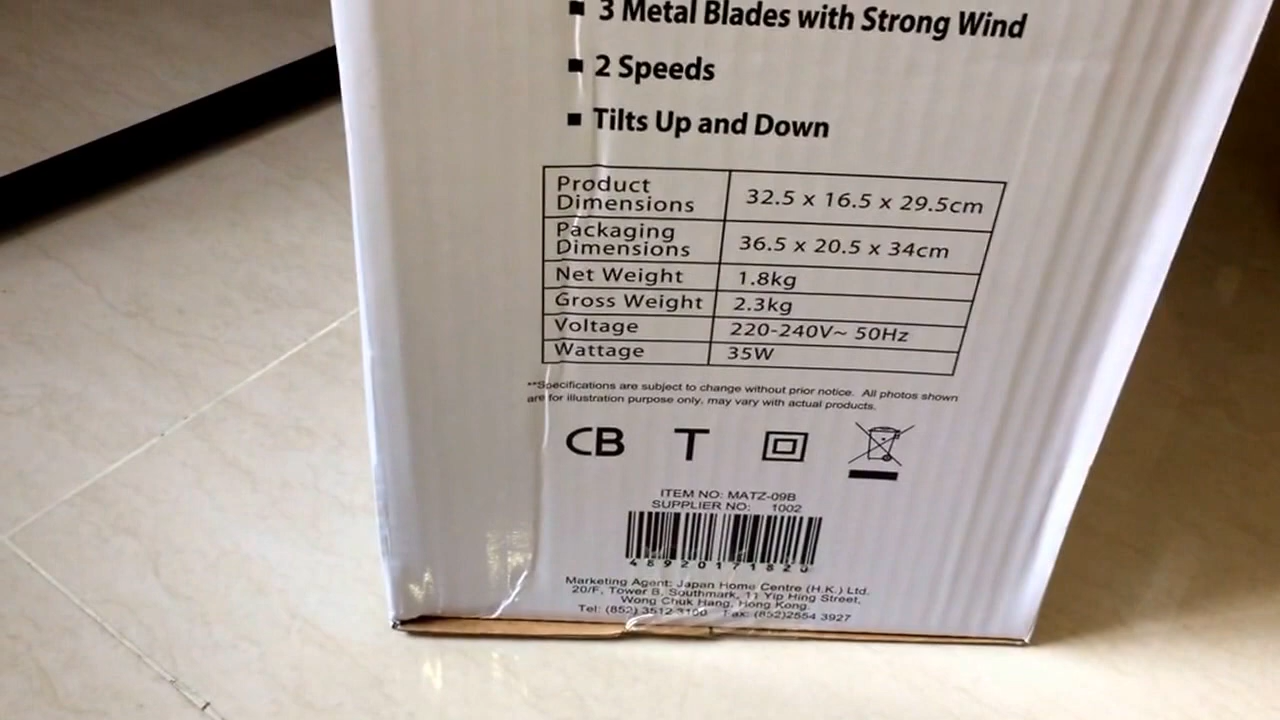 ▪ 3 Metal Blades with Strong Wind
▪ 2 Speeds
▪ Tilts Up and Down
Product
Dimensions
32.5 x 16.5 x 29.5cm
Packaging
Dimensions
36.5 x 20.5 x 34cm
Net Weight 1.8kg
Gross Weight 2.3kg
Voltage 220-240V~ 50Hz
Wattage 35W
**Specifications are subject to change without prior notice. All photos shown
are for illustration purpose only, may vary with actual products.
CB T
ITEM NO: MATZ-09B
SUPPLIER NO: 1002
Marketing Agent: Japan Home Centre (H.K.) Ltd.
20/F, Tower B, Southmark, 11 Yip Hing Street,
Wong Chuk Hang, Hong Kong.
Tel: (852) 3512 3100 Fax: (852)2554 3927